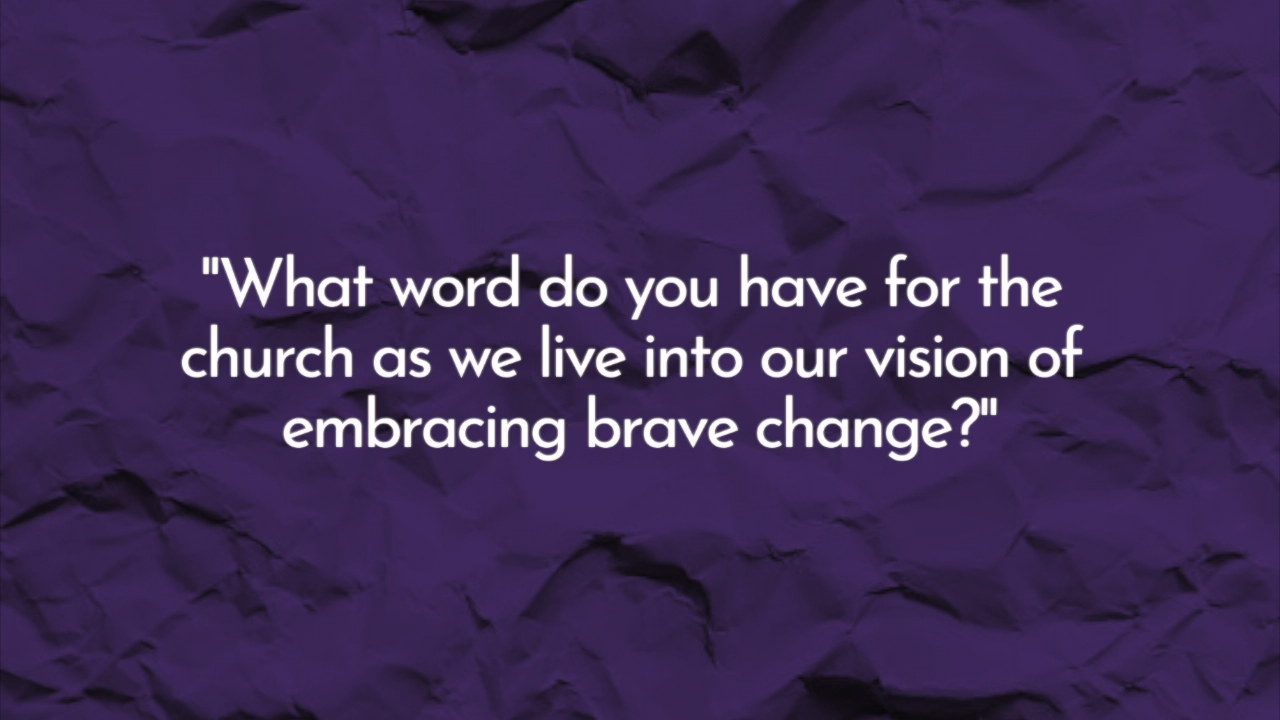 "What word do you have for the
church as we live into our vision of
embracing brave change?"